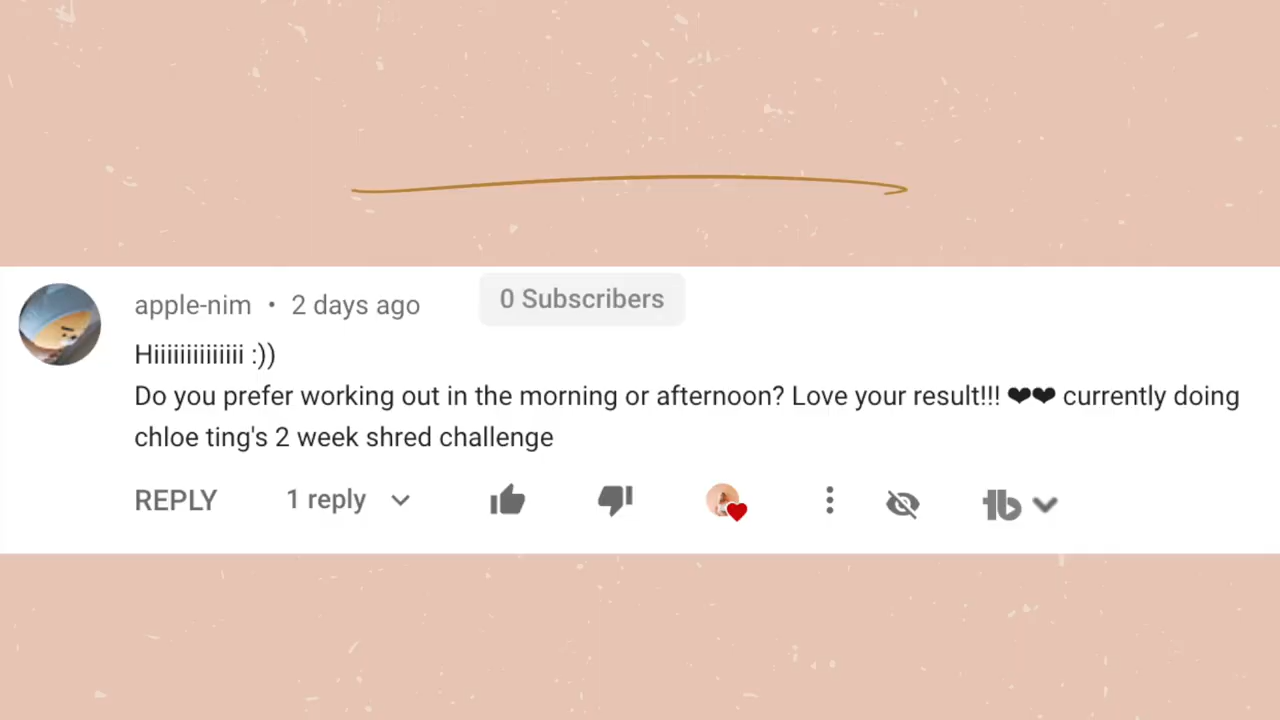 apple-nim • 2 days ago 0 Subscribers
Hiiiiiiiiiiiiii :))
Do you prefer working out in the morning or afternoon? Love your result!!! ❤❤ currently doing
chloe ting's 2 week shred challenge
REPLY 1 reply